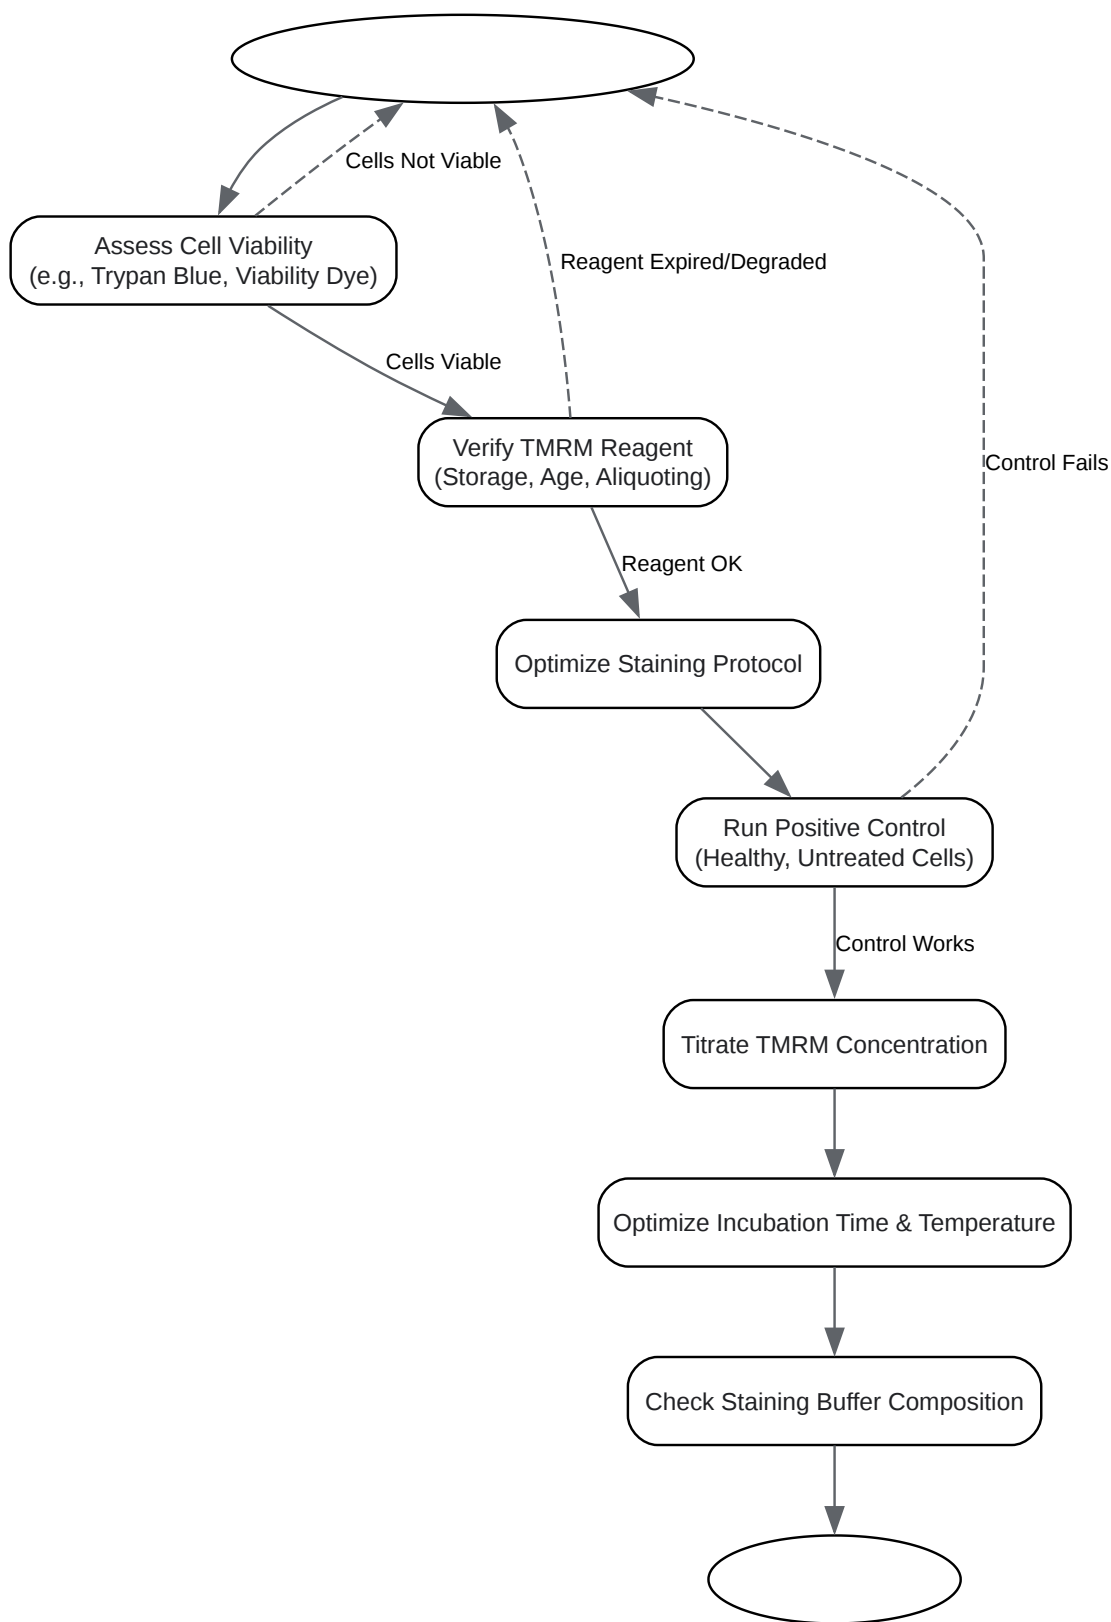 Cells Not Viable
Assess Cell Viability
(e.g., Trypan Blue, Viability Dye)
Reagent Expired/Degraded
Cells Viable
Verify TMRM Reagent
(Storage, Age, Aliquoting)
Control Fails
Reagent OK
Optimize Staining Protocol
Run Positive Control
(Healthy, Untreated Cells)
Control Works
Titrate TMRM Concentration
Optimize Incubation Time & Temperature
Check Staining Buffer Composition